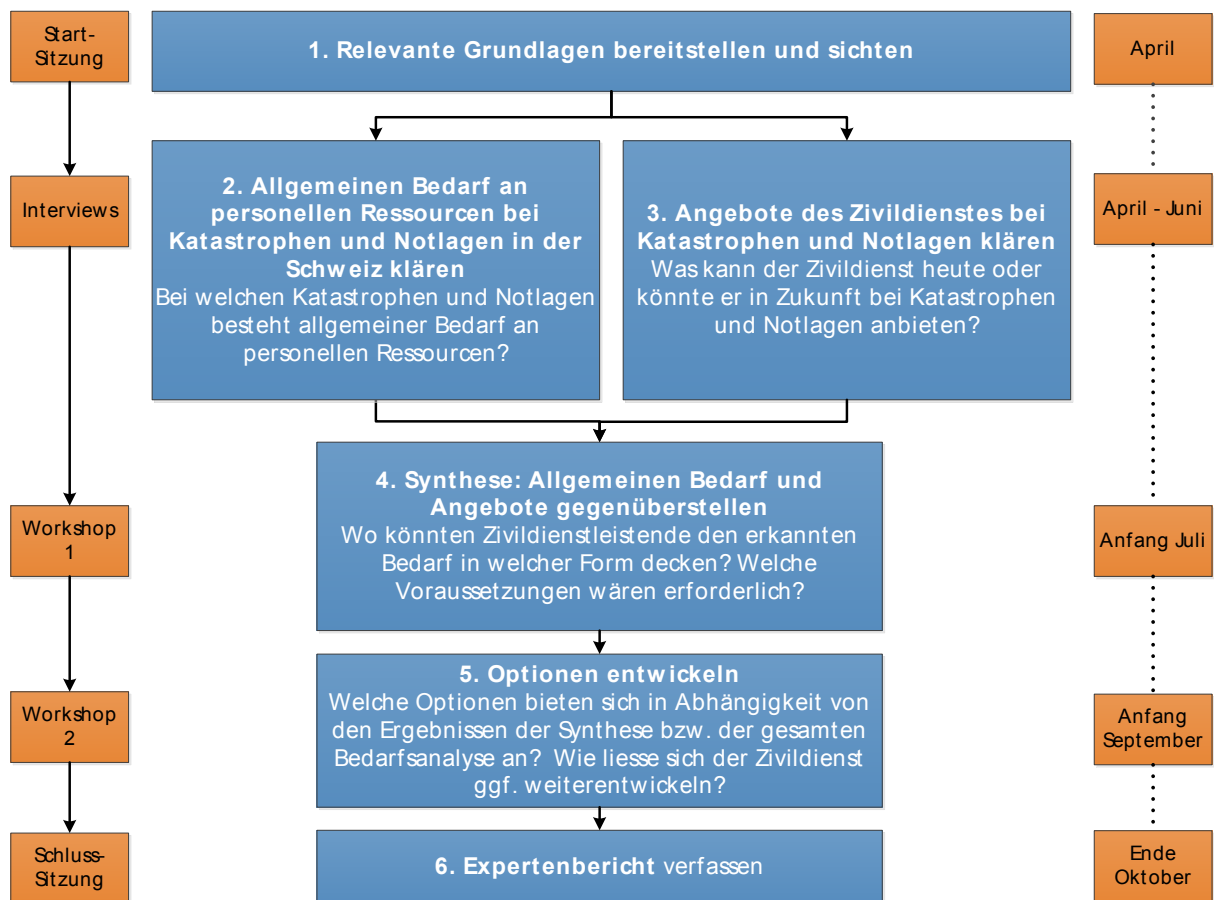 Start-
Sitzung
1. Relevante Grundlagen bereitstellen und sichten
April
Interviews
2. Allgemeinen Bedarf an
personellen Ressourcen bei
Katastrophen und Notlagen in der
Schweiz klären
Bei welchen Katastrophen und Notlagen
besteht allgemeiner Bedarf an
personellen Ressourcen?
3. Angebote des Zivildienstes bei
Katastrophen und Notlagen klären
Was kann der Zivildienst heute oder
könnte er in Zukunft bei Katastrophen
und Notlagen anbieten?
April - Juni
Workshop
1
4. Synthese: Allgemeinen Bedarf und
Angebote gegenüberstellen
Wo könnten Zivildienstleistende den erkannten
Bedarf in welcher Form decken? Welche
Voraussetzungen wären erforderlich?
Anfang Juli
Workshop
2
5. Optionen entwickeln
Welche Optionen bieten sich in Abhängigkeit von
den Ergebnissen der Synthese bzw. der gesamten
Bedarfsanalyse an? Wie liesse sich der Zivildienst
ggf. weiterentwickeln?
Anfang
September
Schluss-
Sitzung
6. Expertenbericht verfassen
Ende
Oktober